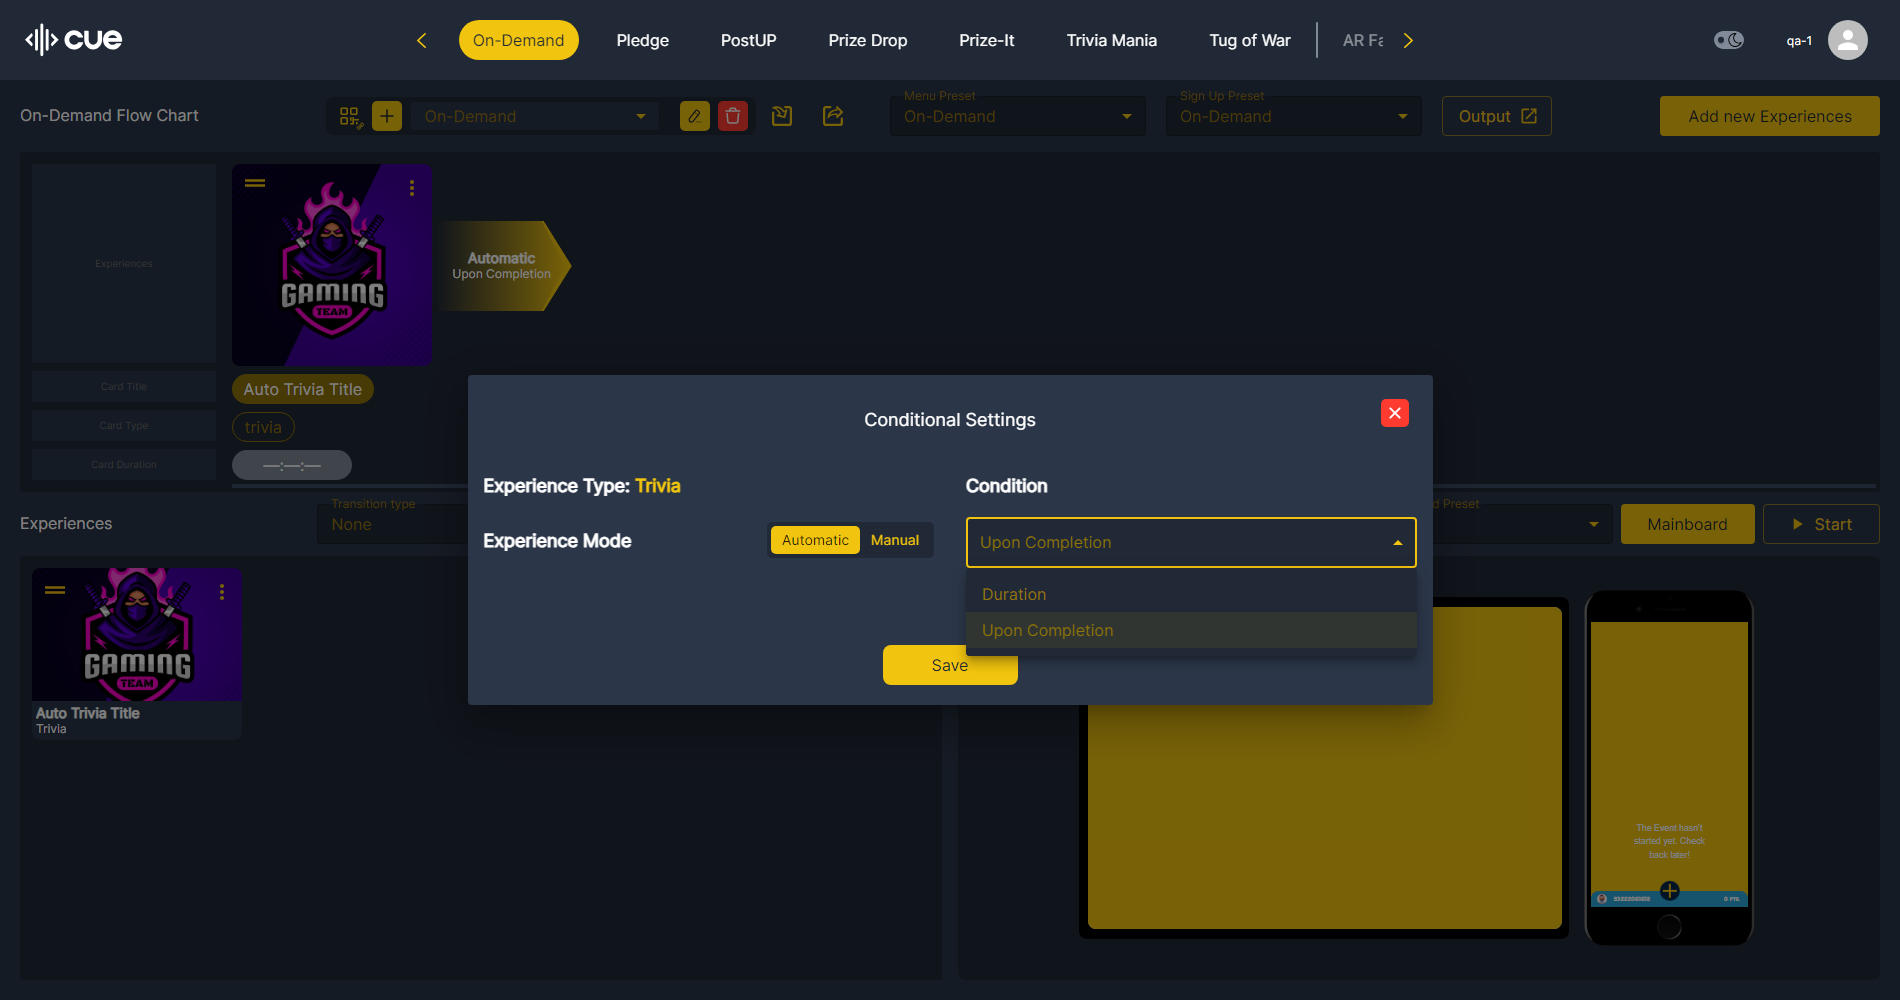 cue
On-Demand
Pledge
PostUP
Prize Drop
Prize-It
Trivia Mania
Tug of War
AR Fa
qa-1
On-Demand Flow Chart
On-Demand
Menu Preset
On-Demand
Sign Up Preset
On-Demand
Output
Add new Experiences
Experiences
GAMING
TEAM
Automatic
Upon Completion
Card Title
Auto Trivia Title
Card Type
trivia
Card Duration
—:—:—
Conditional Settings
Experience Type: Trivia
Condition
Experience Mode
Automatic
Manual
Upon Completion
Duration
Upon Completion
Save
Experiences
Transition type
None
d Preset
Mainboard
Start
GAMING
TEAM
Auto Trivia Title
Trivia
The Event hasn't
started yet. Check
back later!
0 PTS.